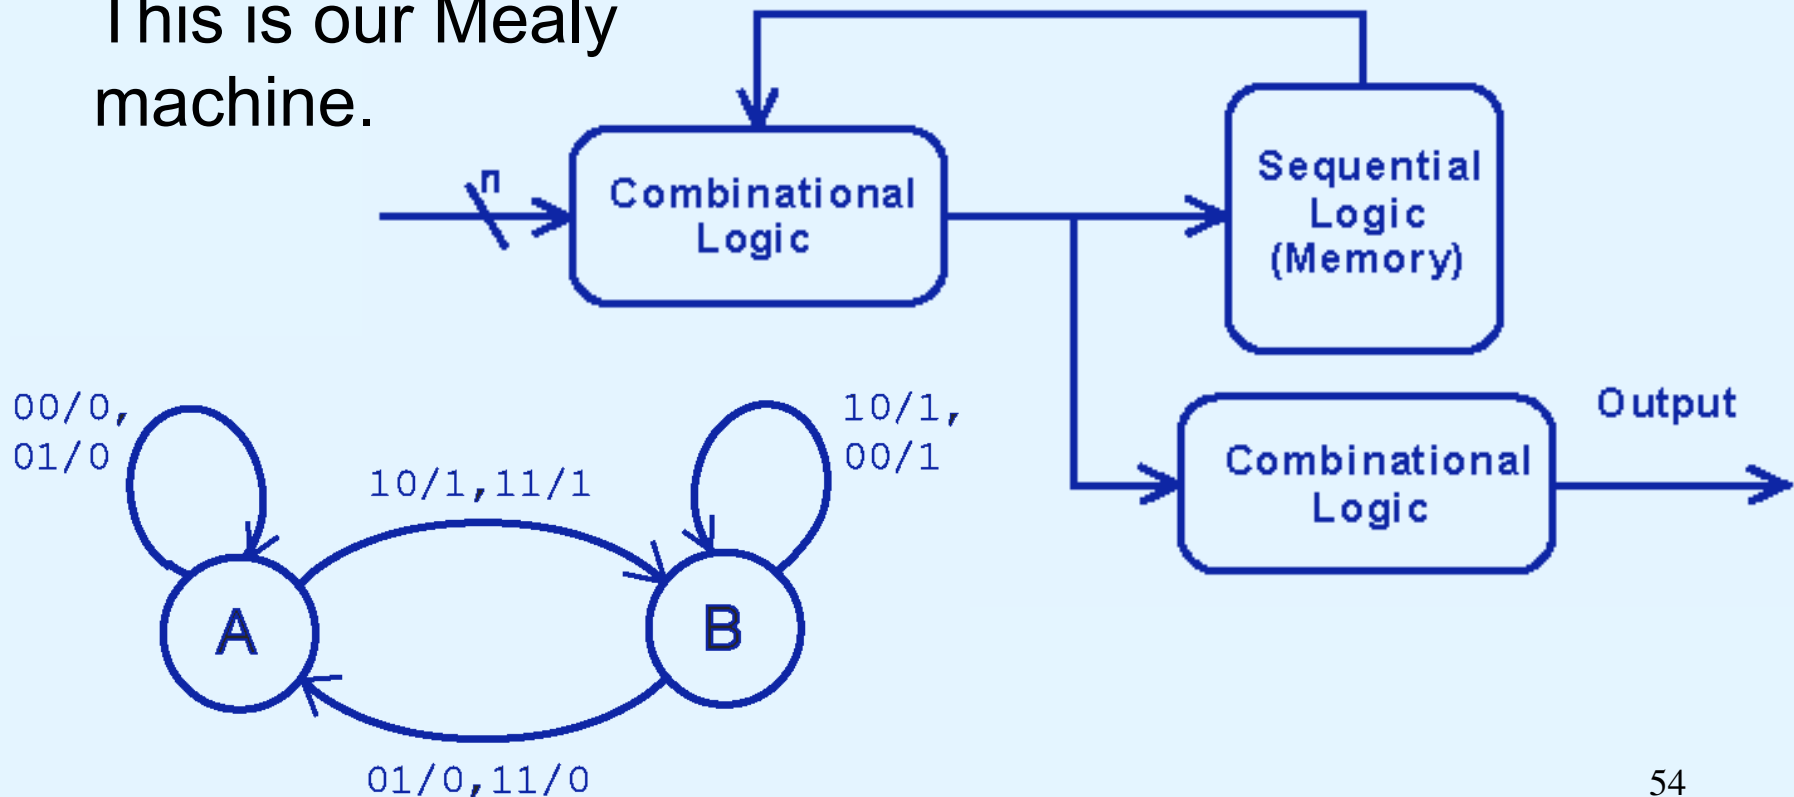 This is our Mealy
machine.
n
Combinational
Logic
Sequential
Logic
(Memory)
Combinational
Logic
Output
00/0,
01/0
10/1,11/1
10/1,
00/1
A
B
01/0,11/0
54